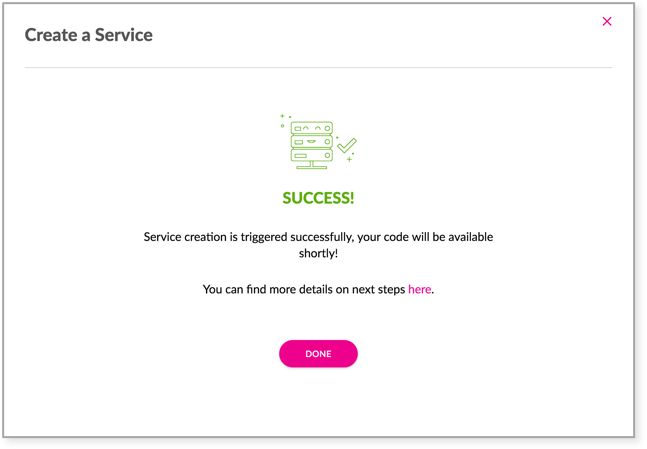 Create a Service
SUCCESS!
Service creation is triggered successfully, your code will be available
shortly!
You can find more details on next steps here.
DONE